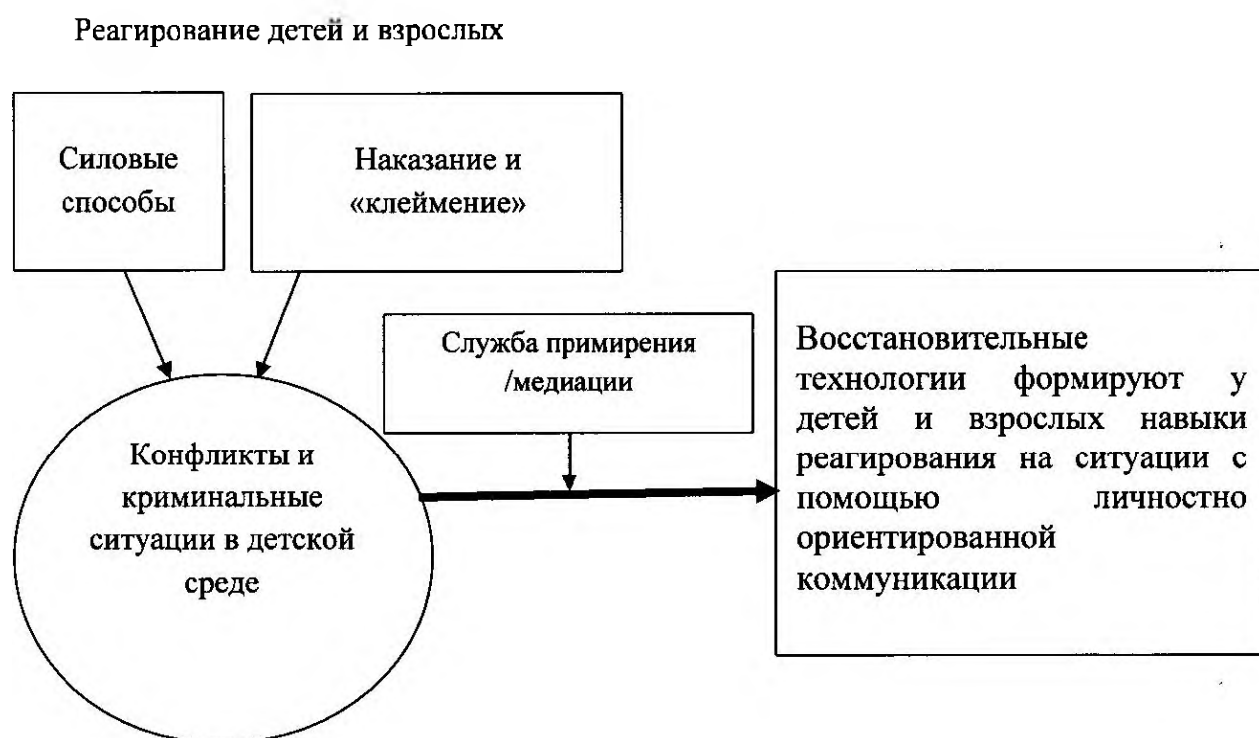 Реагирование детей и взрослых
Силовые
способы
Наказание и
«клеймение»
Служба примирения
/медиации
Конфликты и
криминальные
ситуации в детской
среде
Восстановительные
технологии формируют у
детей и взрослых навыки
реагирования на ситуации с
помощью личностно
ориентированной
коммуникации